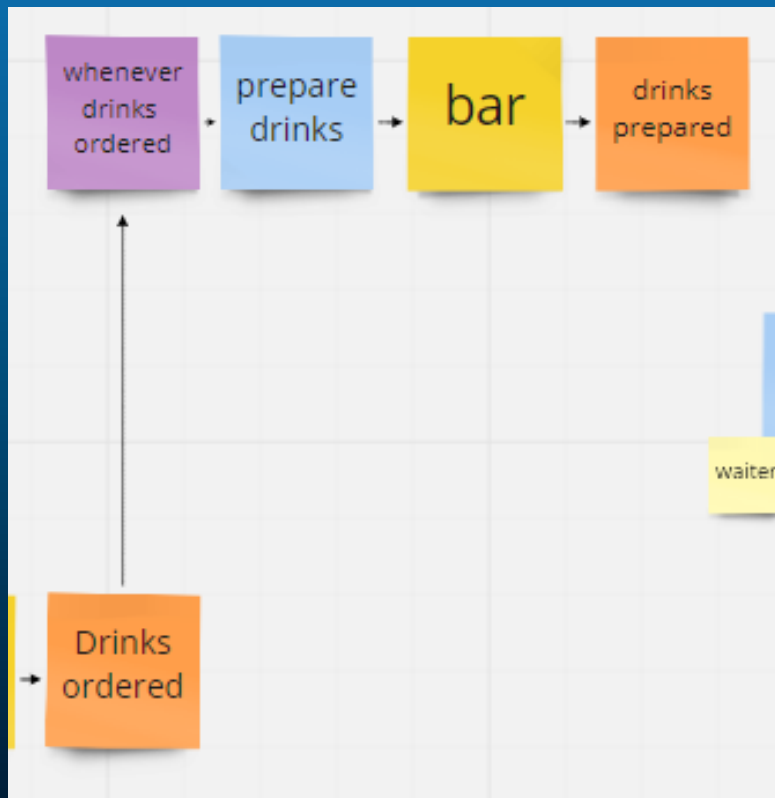 whenever
drinks
ordered
prepare
drinks
bar
drinks
prepared
waiter
Drinks
ordered